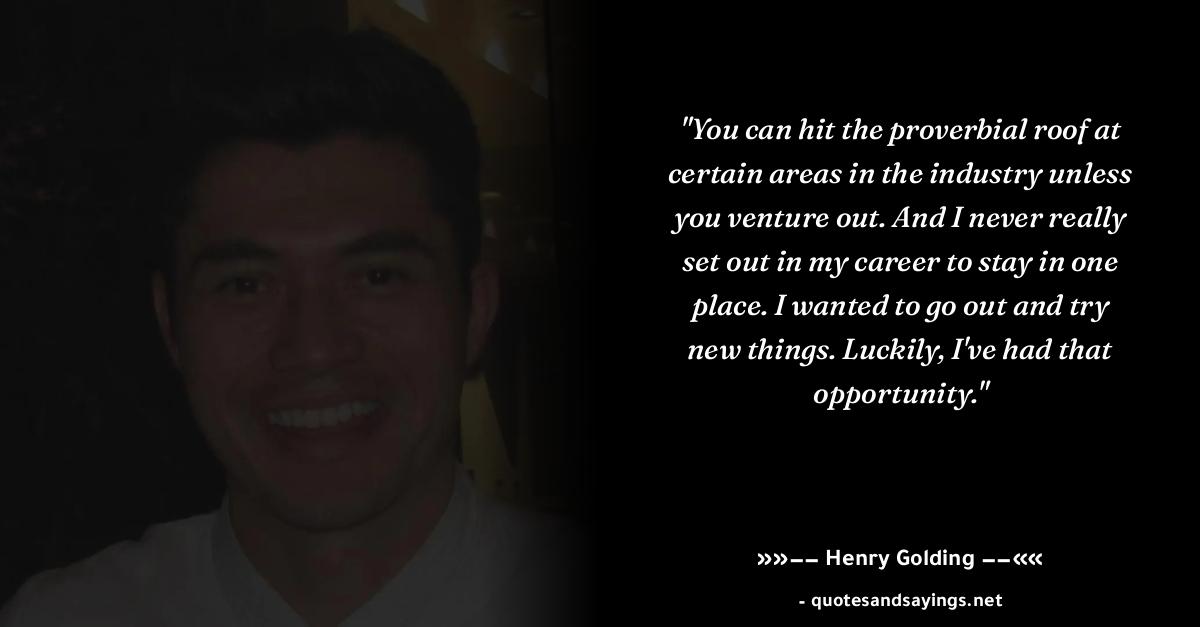 "You can hit the proverbial roof at
certain areas in the industry unless
you venture out. And I never really
set out in my career to stay in one
place. I wanted to go out and try
new things. Luckily, I've had that
opportunity."
»»−− Henry Golding −−««
- quotesandsayings.net